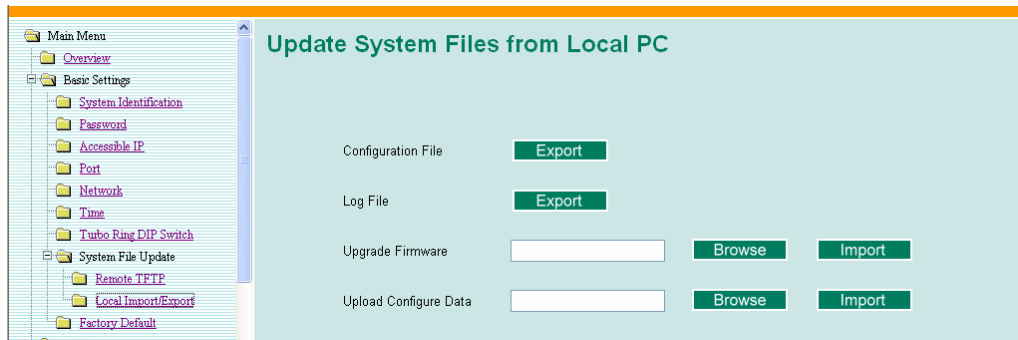 Main Menu
Overview
Basic Settings
System Identification
Password
Accessible IP
Port
Network
Time
Turbo Ring DIP Switch
System File Update
Remote TFTP
Local Import/Export
Factory Default
Update System Files from Local PC
Configuration File Export
Log File Export
Upgrade Firmware Browse Import
Upload Configure Data Browse Import